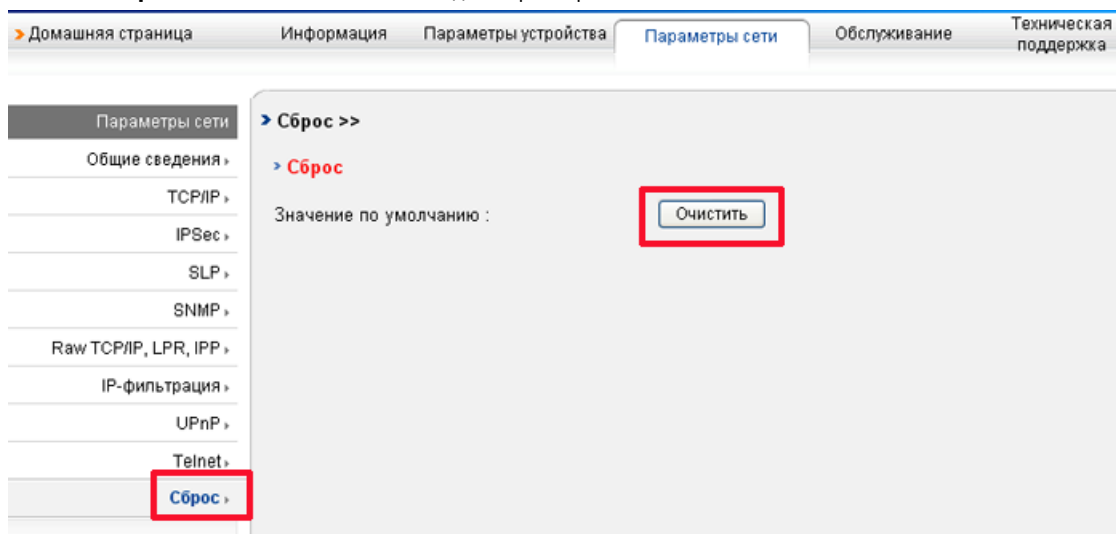 Домашняя страница
Информация
Параметры устройства
Параметры сети
Обслуживание
Техническая
поддержка
Параметры сети
Общие сведения
TCP/IP
IPSec
SLP
SNMP
Raw TCP/IP, LPR, IPP
IP-фильтрация
UPnP
Telnet
Сброс
Сброс >>
Сброс
Значение по умолчанию :
Очистить